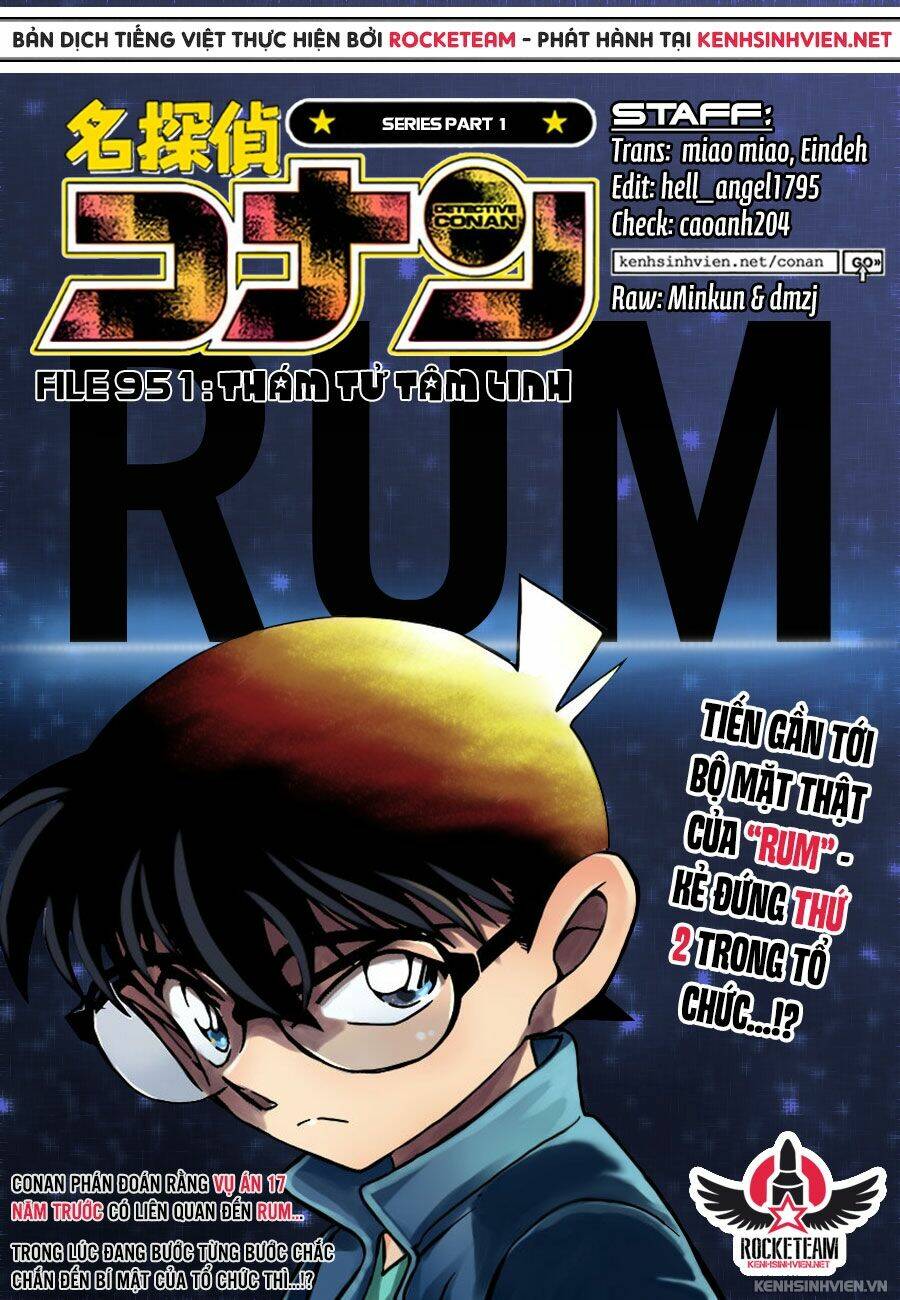 BẢN DỊCH TIẾNG VIỆT THỰC HIỆN BỞI ROCKETEAM - PHÁT HÀNH TẠI KENHSINHVIEN.NET
名探偵
SERIES PART 1
コナン
DETECTIVE
CONAN
STAFF:
Trans: miao miao, Eindeh
Edit: hell_angel1795
Check: caoanh204
kenhsinhvien.net/conan GO»
Raw: Minkun & dmzj
FILE 951 : THÁM TỬ TÂM LINH
RUM
TIẾN GẦN TỚI
BỘ MẶT THẬT
CỦA "RUM" -
KẺ ĐỨNG THỨ
2 TRONG TỔ
CHỨC...!?
CONAN PHÁN ĐOÁN RẰNG VỤ ÁN 17
NĂM TRƯỚC CÓ LIÊN QUAN ĐẾN RUM...
TRONG LÚC ĐANG BƯỚC TỪNG BƯỚC CHẮC
CHẮN ĐẾN BÍ MẬT CỦA TỔ CHỨC THÌ...!?
ROCKETEAM
KENHSINHVIEN.NET
KENHSINHVIEN.VN